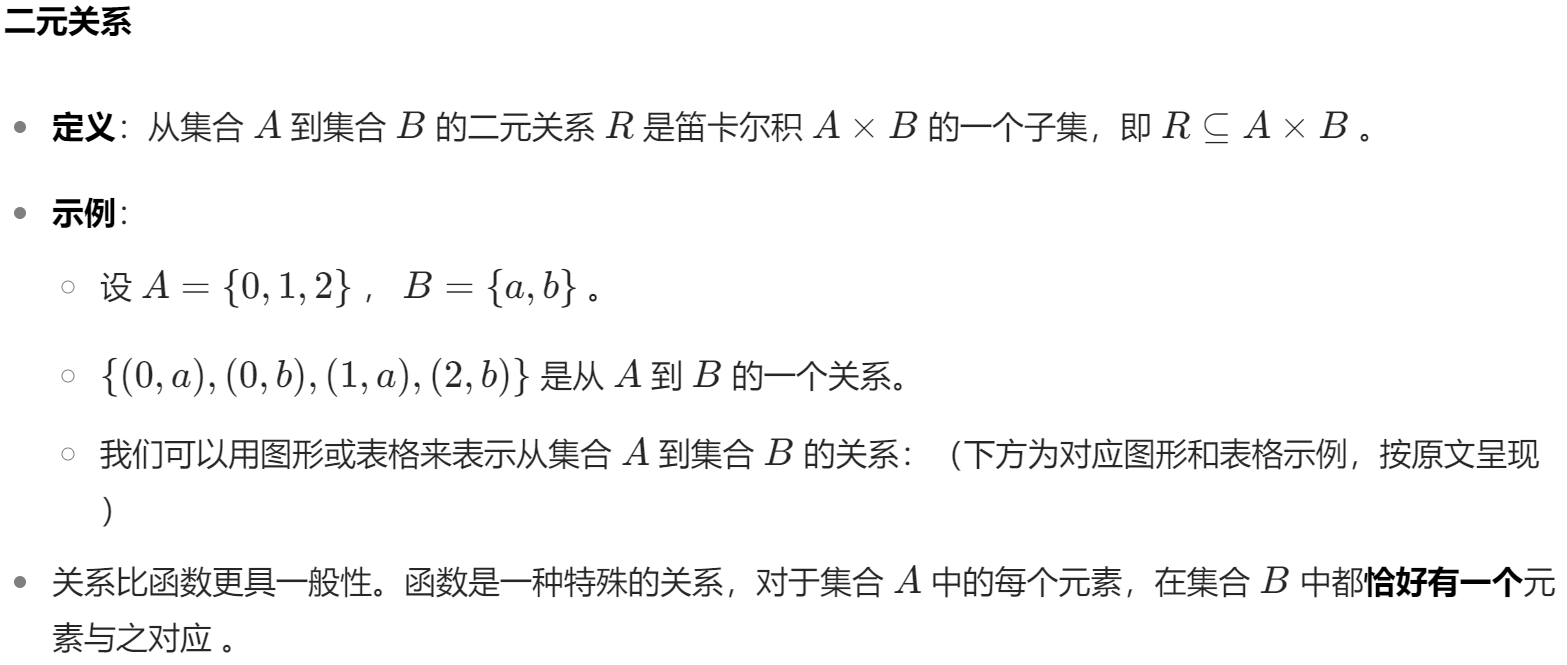 二元关系
• 定义：从集合 A 到集合 B 的二元关系 R 是笛卡尔积 A × B 的一个子集，即 R ⊆ A × B 。
• 示例：
○ 设 A = {0, 1, 2} ， B = {a, b} 。
○ {(0, a), (0, b), (1, a), (2, b)} 是从 A 到 B 的一个关系。
○ 我们可以用图形或表格来表示从集合 A 到集合 B 的关系：（下方为对应图形和表格示例，按原文呈现
）
• 关系比函数更具一般性。函数是一种特殊的关系，对于集合 A 中的每个元素，在集合 B 中都恰好有一个元
素与之对应 。